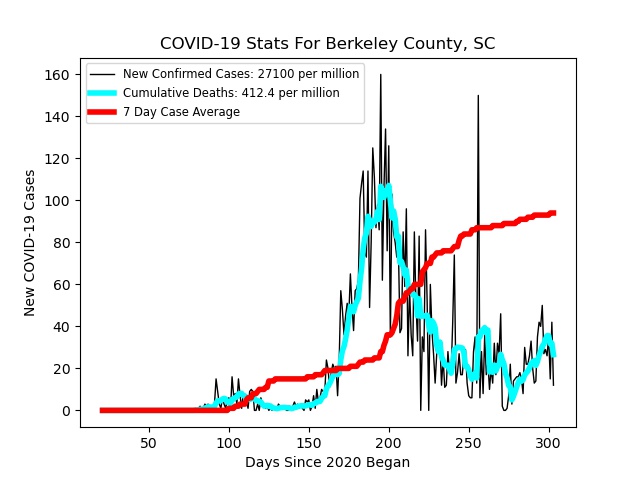 COVID-19 Stats For Berkeley County, SC
New Confirmed Cases: 27100 per million
Cumulative Deaths: 412.4 per million
7 Day Case Average
New COVID-19 Cases
160
140
120
100
80
60
40
20
0
50 100 150 200 250 300
Days Since 2020 Began